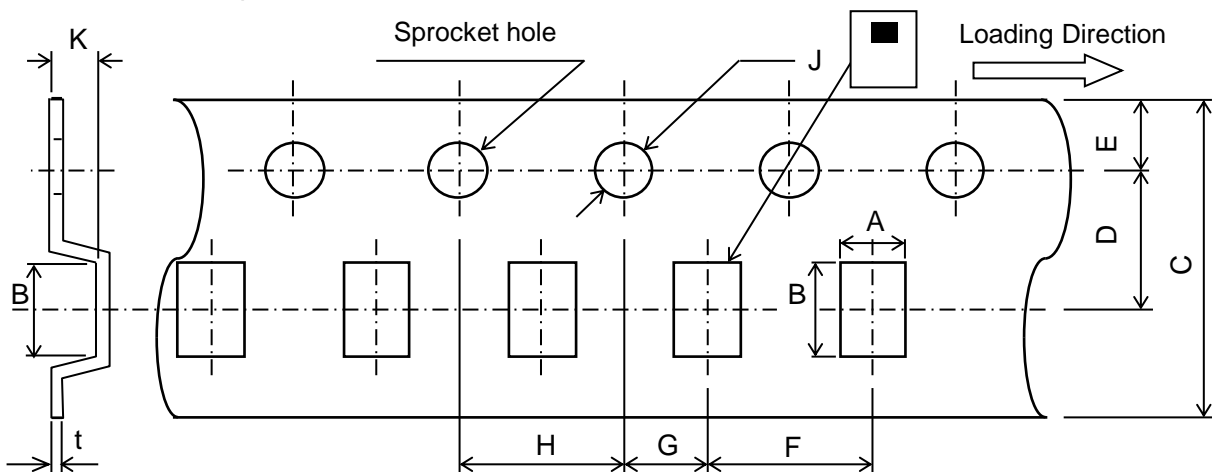 K
Sprocket hole
J
Loading Direction
E
A
D
C
B
B
t
H
G
F